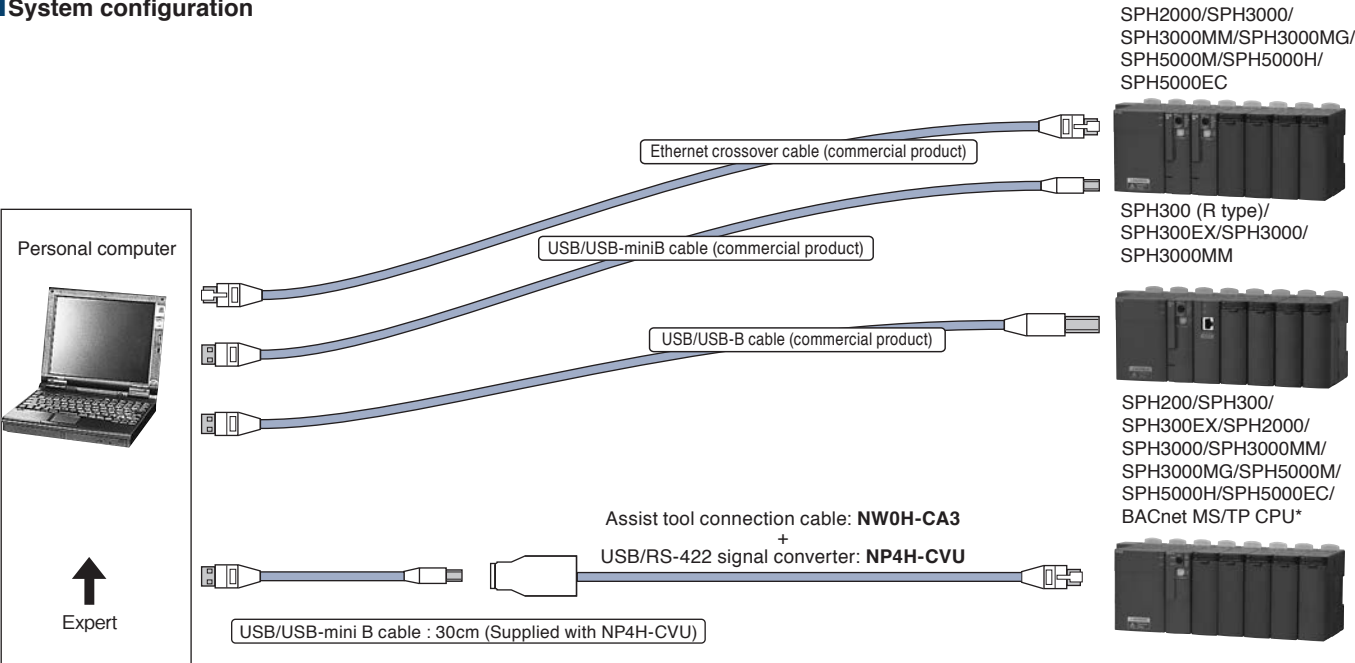 System configuration
SPH2000/SPH3000/
SPH3000MM/SPH3000MG/
SPH5000M/SPH5000H/
SPH5000EC
Ethernet crossover cable (commercial product)
SPH300 (R type)/
SPH300EX/SPH3000/
SPH3000MM
Personal computer
USB/USB-miniB cable (commercial product)
USB/USB-B cable (commercial product)
SPH200/SPH300/
SPH300EX/SPH2000/
SPH3000/SPH3000MM/
SPH3000MG/SPH5000M/
SPH5000H/SPH5000EC/
BACnet MS/TP CPU*
Assist tool connection cable: NW0H-CA3
+
USB/RS-422 signal converter: NP4H-CVU
Expert
USB/USB-mini B cable : 30cm (Supplied with NP4H-CVU)